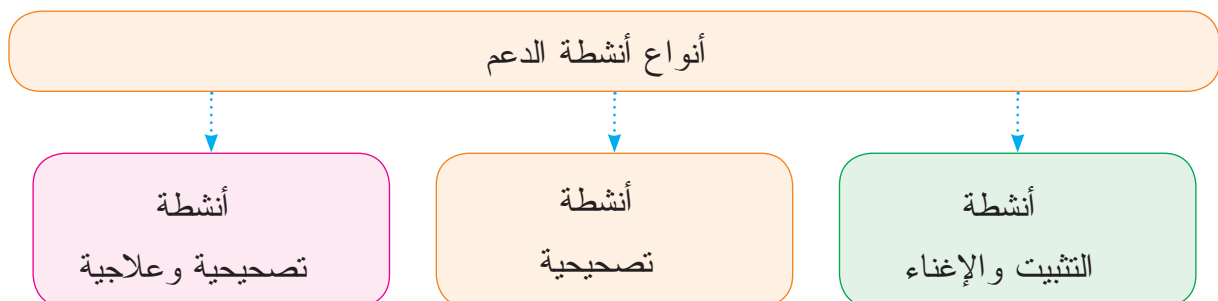 أنواع أنشطة الدعم
أنشطة
التثبيت والإغناء
أنشطة
تصحيحية
أنشطة
تصحيحية وعلاجية